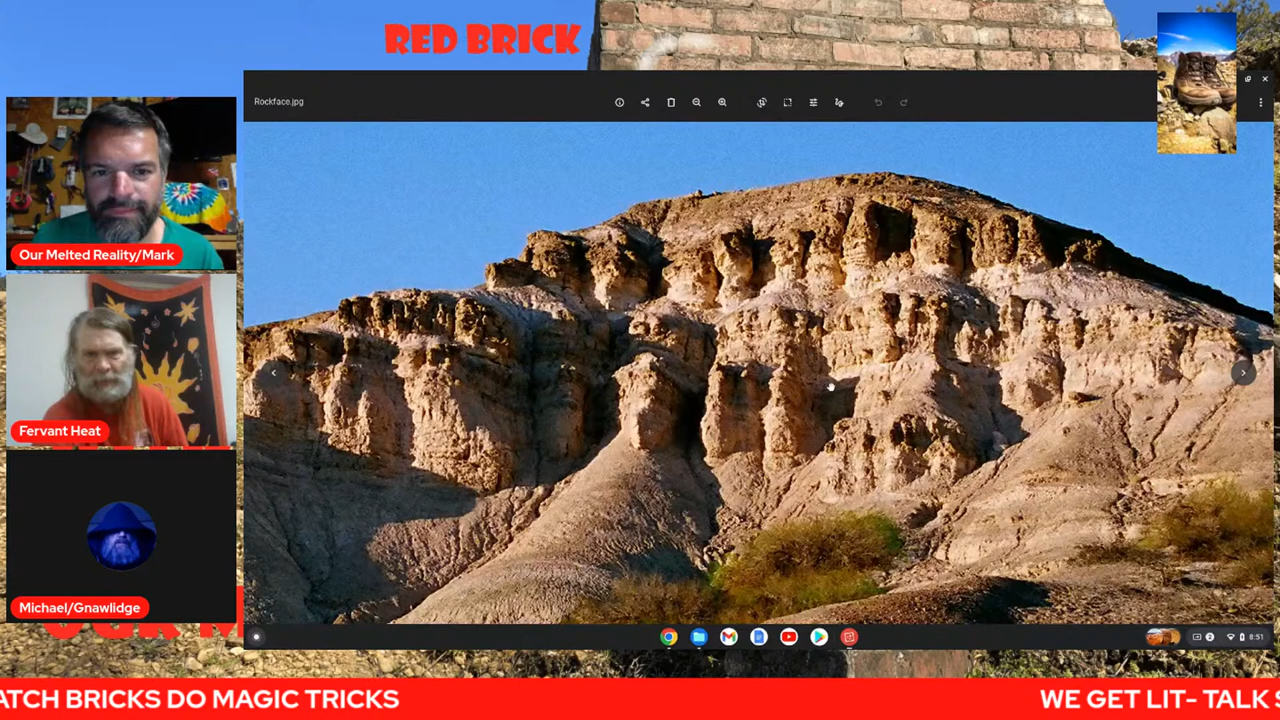 RED BRICK
Rockface.jpg
Our Melted Reality/Mark
Fervant Heat
Michael/Gnawlidge
8:51
ATCH BRICKS DO MAGIC TRICKS
WE GET LIT- TALK S